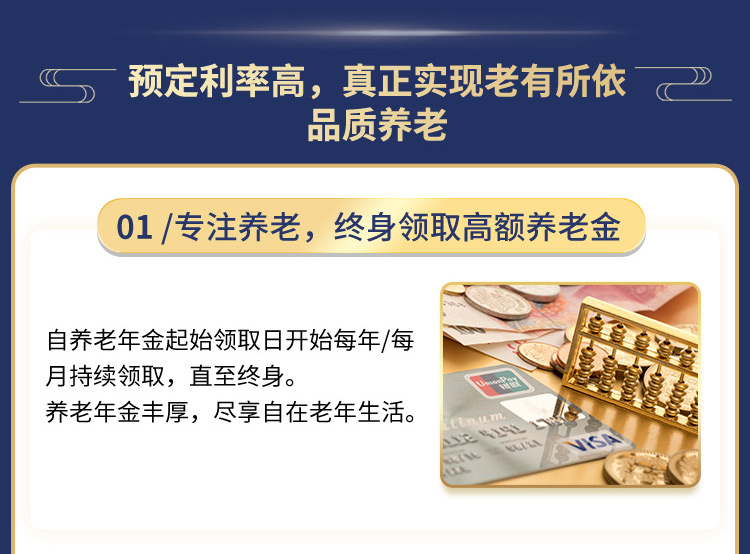 预定利率高，真正实现老有所依
品质养老
01 /专注养老，终身领取高额养老金
自养老年金起始领取日开始每年/每
月持续领取，直至终身。
养老年金丰厚，尽享自在老年生活。
UnionPay
银联
VISA